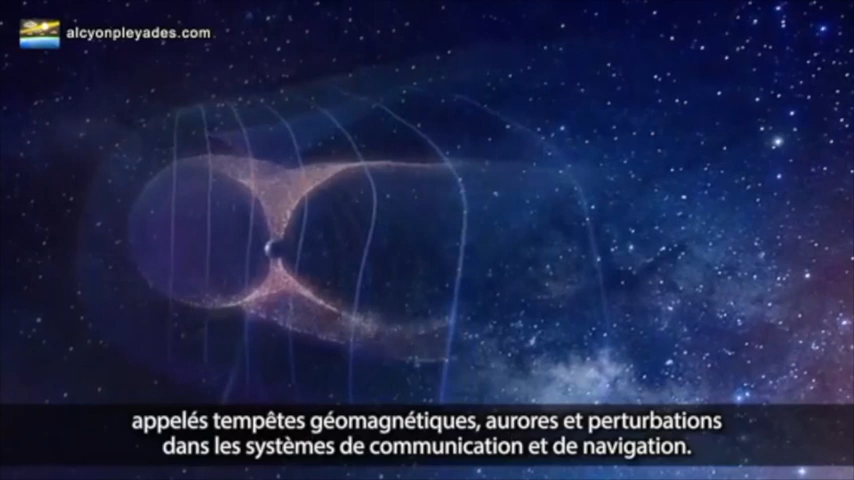 alcyonpleyades.com
appelés tempêtes géomagnétiques, aurores et perturbations
dans les systèmes de communication et de navigation.